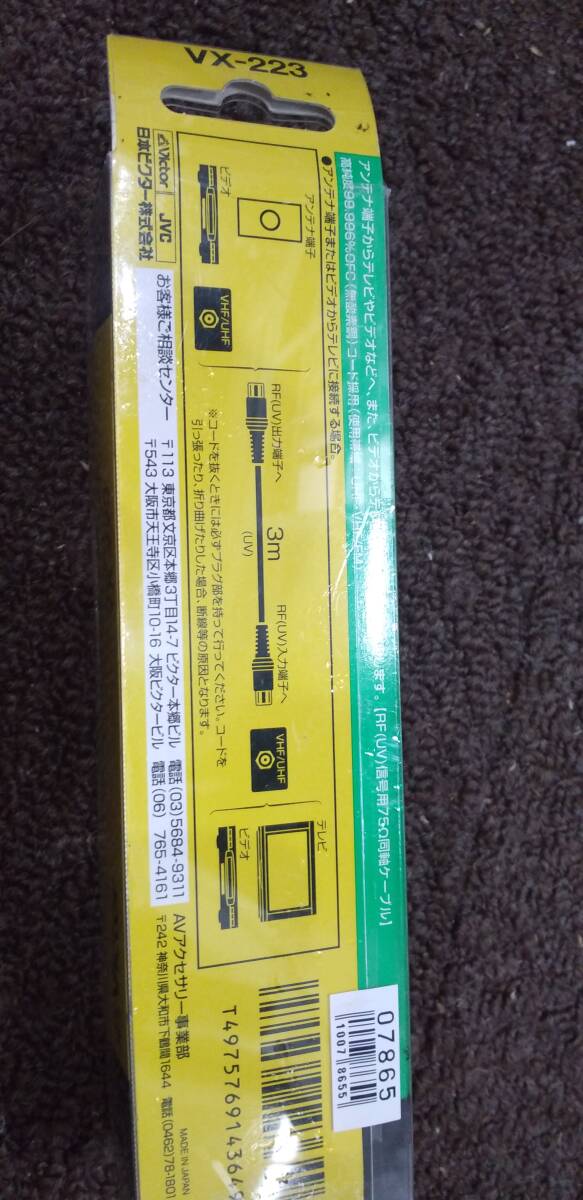 VX-223
アンテナ端子からテレビやビデオなどへ、また、ビデオからテレ
ます。【RF(UV)信号用75Ω同軸ケーブル】
高純度99.996%OFC(無酸素銅)コード採用
●アンテナ端子またはビデオからテレビに接続する場合。
アンテナ端子
ビデオ
VHF/UHF
RF(UV)出力端子へ
3m
(UV)
RF(UV)入力端子へ
VHF/UHF
テレビ
ビデオ
※コードを抜くときには必ずプラグ部を持って行ってください。コードを
引っ張ったり、折り曲げたりした場合、断線等の原因となります。
Victor JVC
日本ビクター株式会社
お客様ご相談センター
〒113 東京都文京区本郷3丁目14-7 ビクター本郷ビル 電話(03)5684-9311
〒543 大阪市天王寺区小橋町10-16 大阪ビクタービル 電話(06) 765-4161
AVアクセサリー事業部
〒242 神奈川県大和市下鶴間1644 電話(0462)78-1801
MADE IN JAPAN
T4975769143649
07865
1007 8655